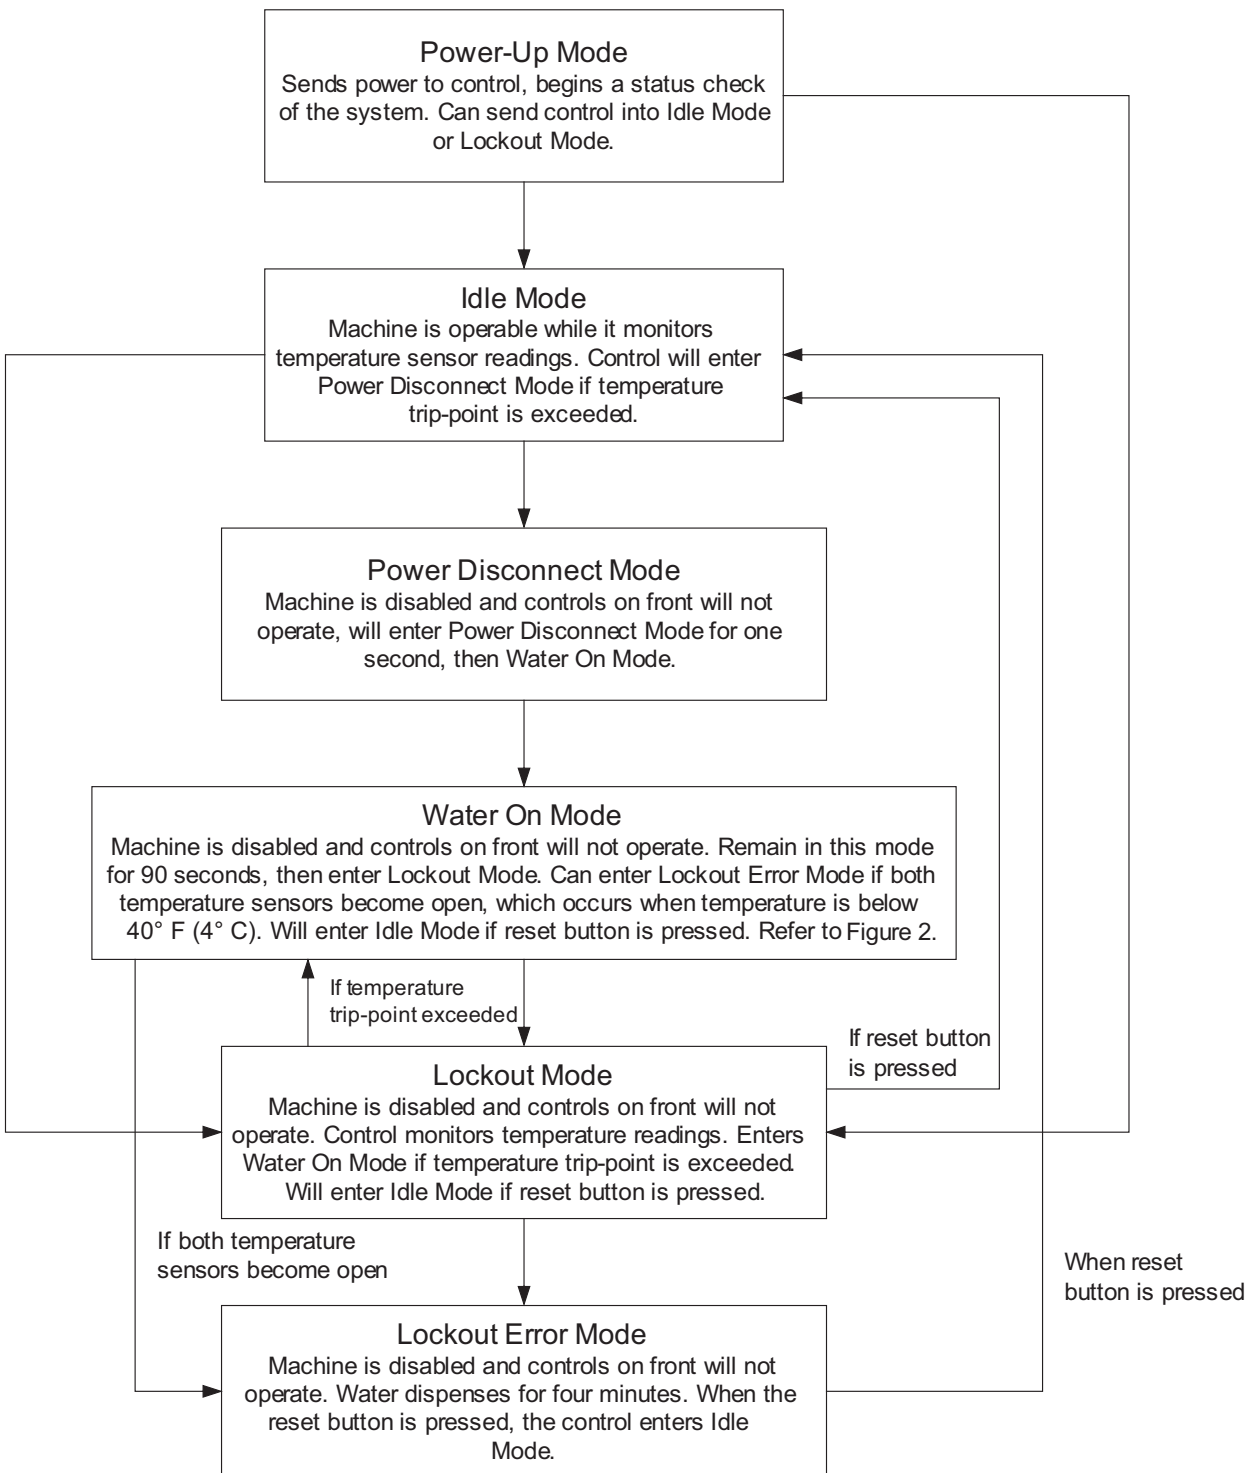 Power-Up Mode
Sends power to control, begins a status check
of the system. Can send control into Idle Mode
or Lockout Mode.
Idle Mode
Machine is operable while it monitors
temperature sensor readings. Control will enter
Power Disconnect Mode if temperature
trip-point is exceeded.
Power Disconnect Mode
Machine is disabled and controls on front will not
operate, will enter Power Disconnect Mode for one
second, then Water On Mode.
Water On Mode
Machine is disabled and controls on front will not operate. Remain in this mode
for 90 seconds, then enter Lockout Mode. Can enter Lockout Error Mode if both
temperature sensors become open, which occurs when temperature is below
40° F (4° C). Will enter Idle Mode if reset button is pressed. Refer to Figure 2.
If temperature
trip-point exceeded
If reset button
is pressed
Lockout Mode
Machine is disabled and controls on front will not
operate. Control monitors temperature readings. Enters
Water On Mode if temperature trip-point is exceeded.
Will enter Idle Mode if reset button is pressed.
If both temperature
sensors become open
When reset
button is pressed
Lockout Error Mode
Machine is disabled and controls on front will not
operate. Water dispenses for four minutes. When the
reset button is pressed, the control enters Idle
Mode.